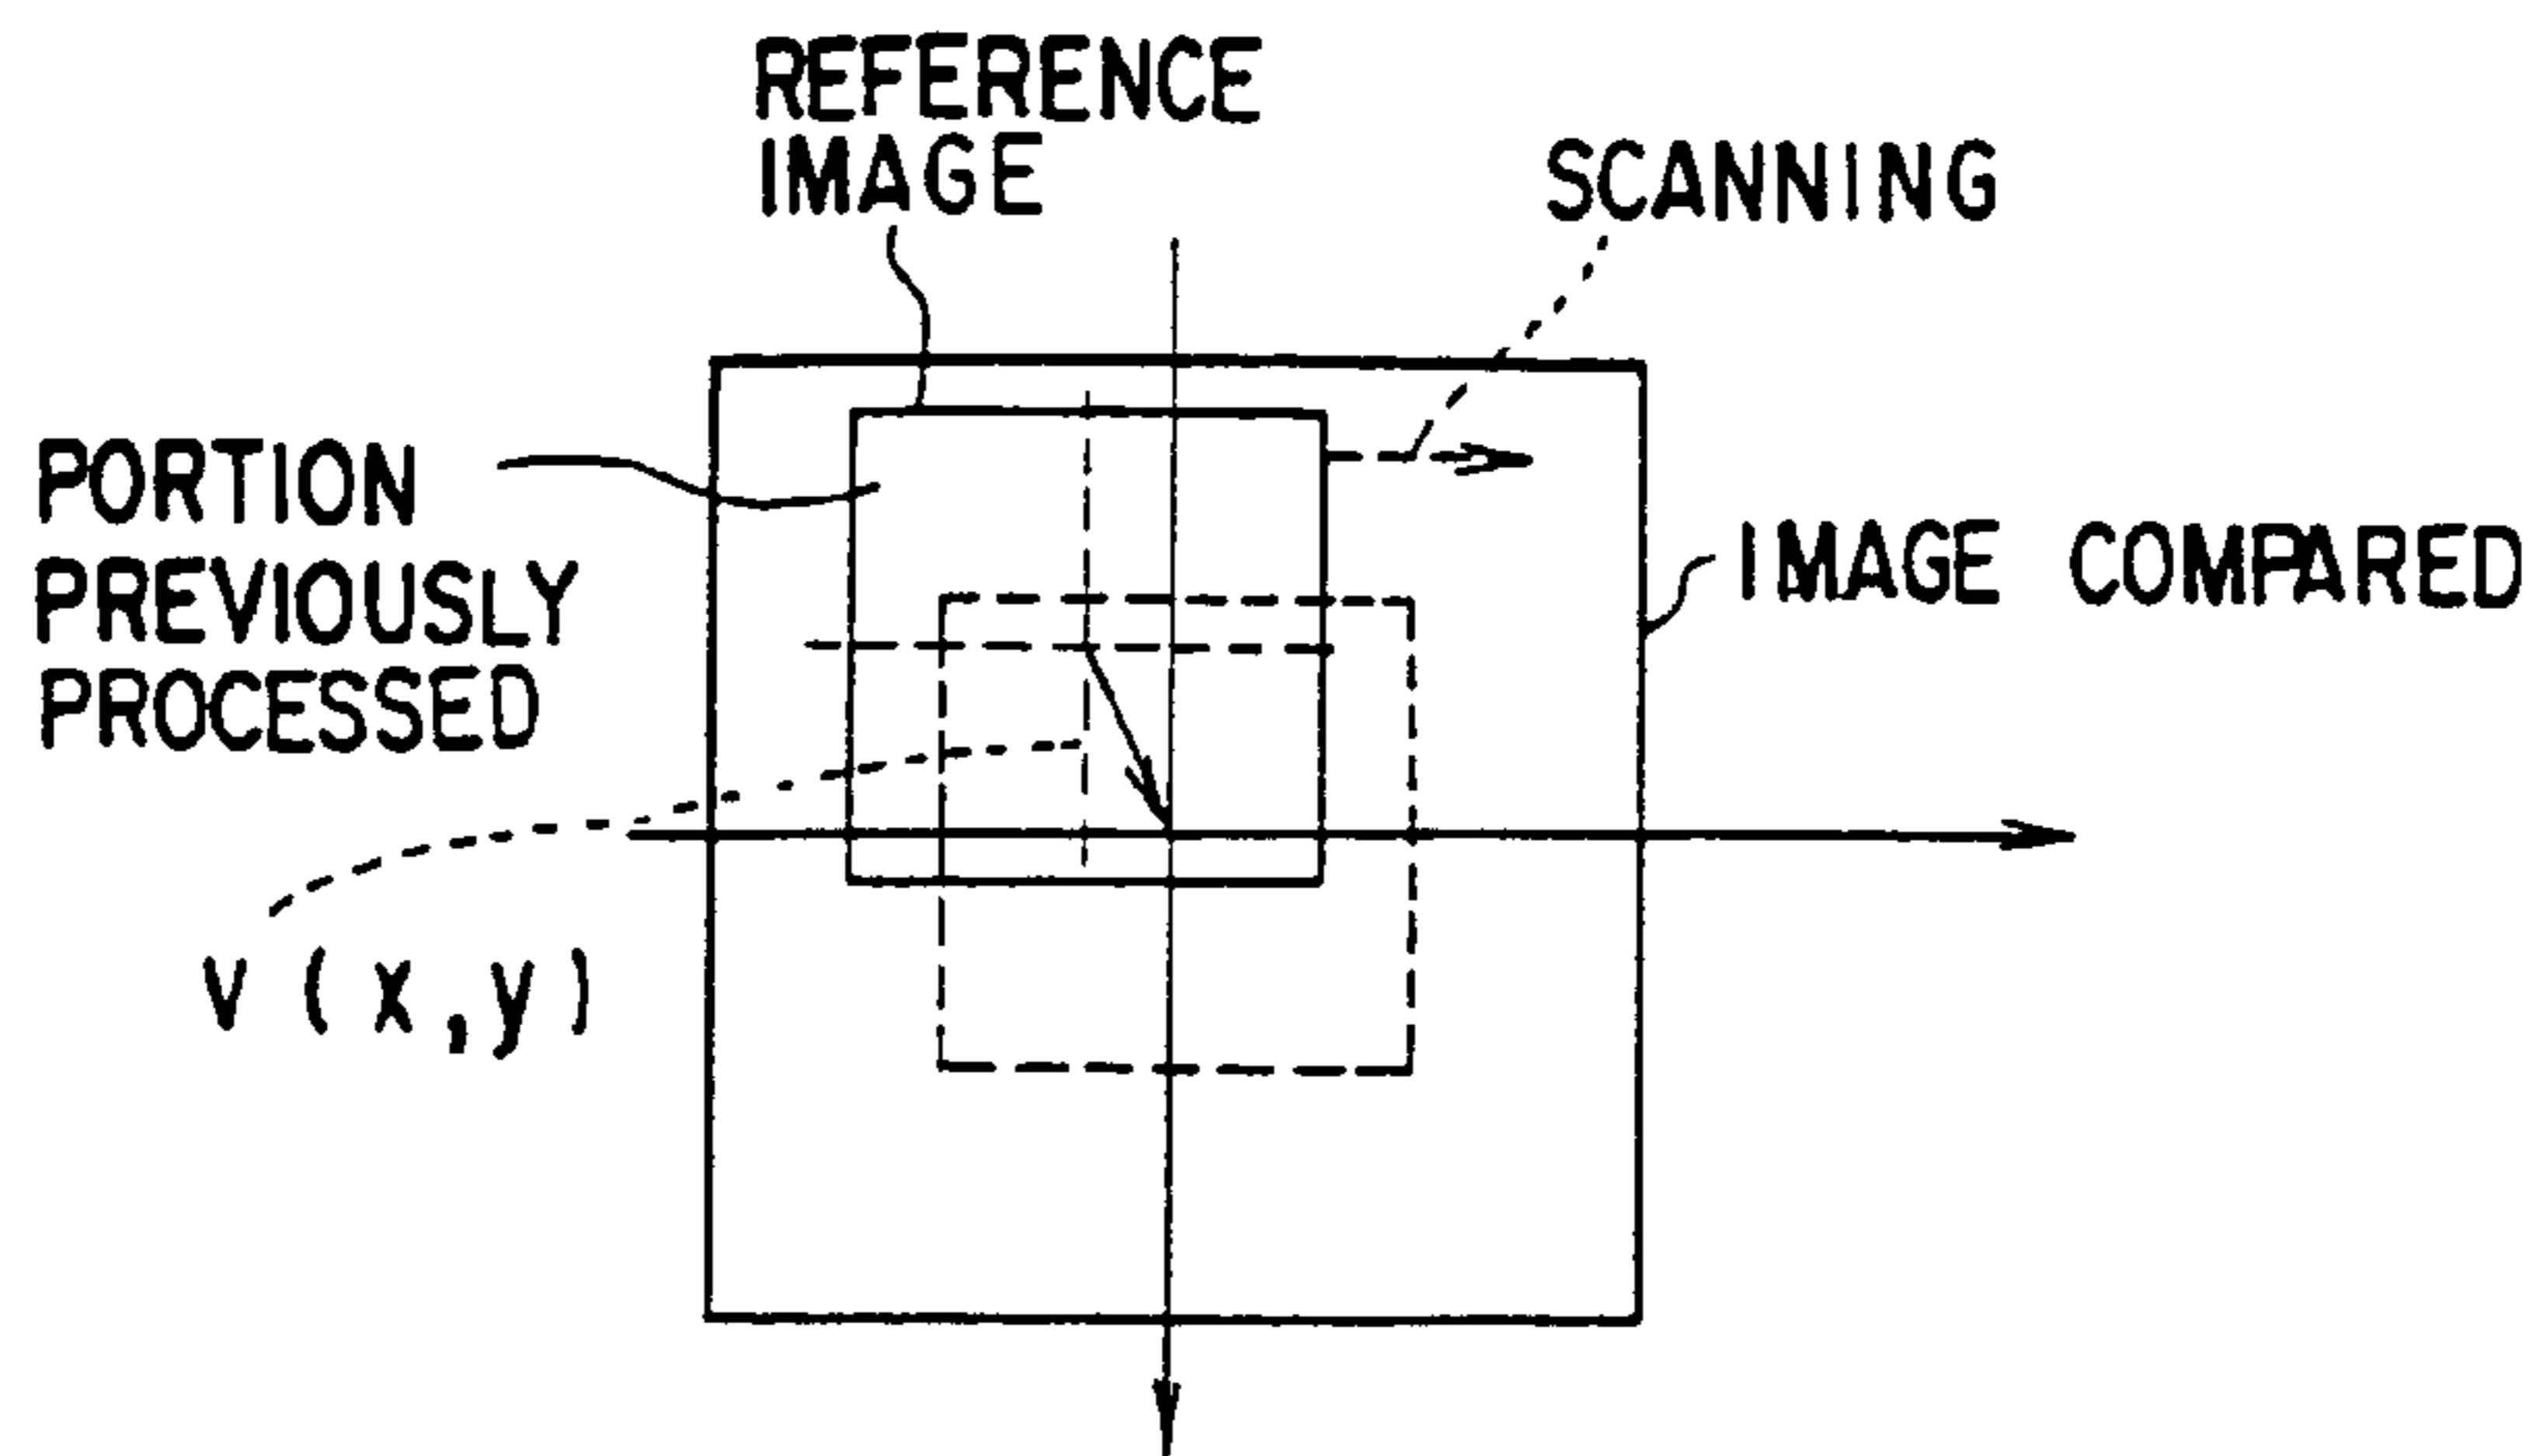 REFERENCE
IMAGE
SCANNING
PORTION
PREVIOUSLY
PROCESSED
IMAGE COMPARED
V (x,y)